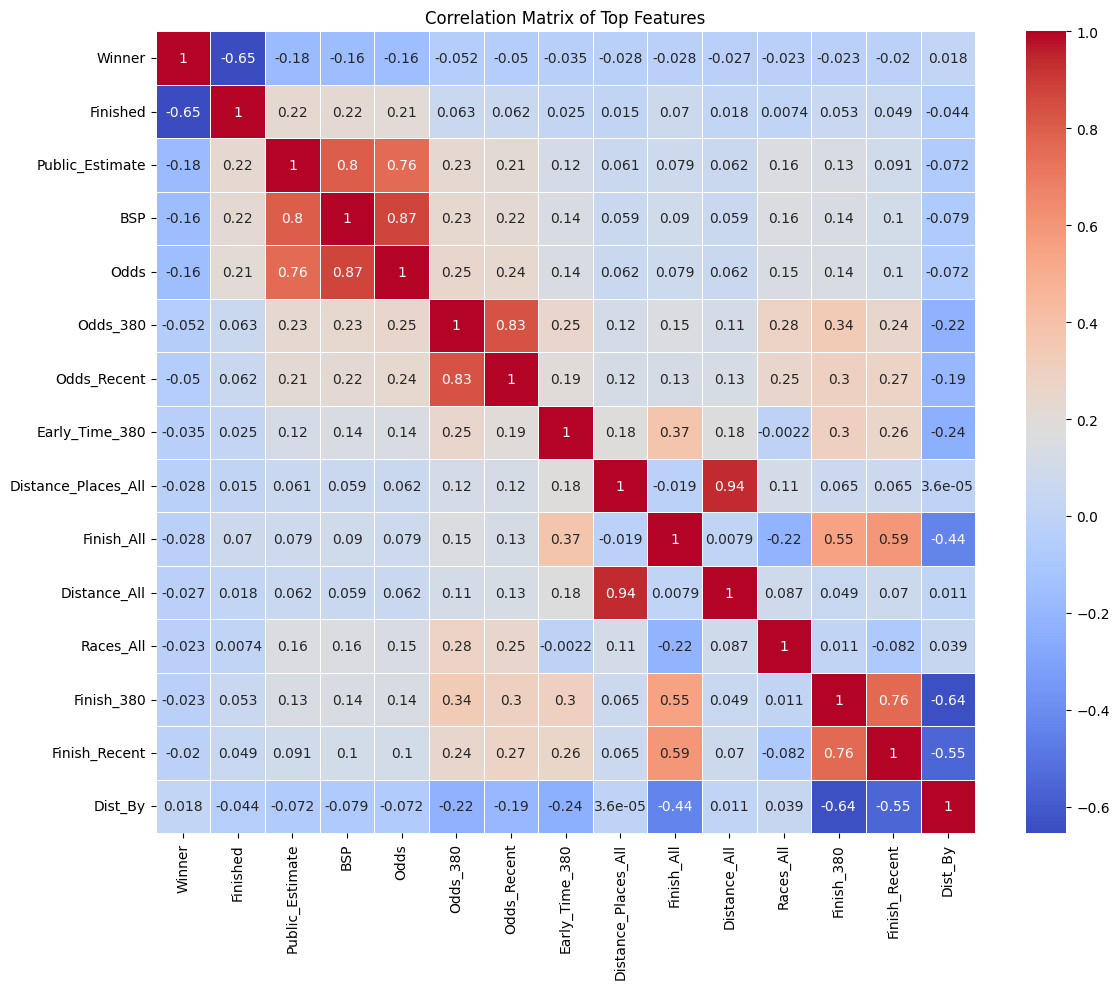 Correlation Matrix of Top Features
Winner 1 -0.65 -0.18 -0.16 -0.16 -0.052 -0.05 -0.035 -0.028 -0.028 -0.027 -0.023 -0.023 -0.02 0.018
Finished -0.65 1 0.22 0.22 0.21 0.063 0.062 0.025 0.015 0.07 0.018 0.0074 0.053 0.049 -0.044
Public_Estimate -0.18 0.22 1 0.8 0.76 0.23 0.21 0.12 0.061 0.079 0.062 0.16 0.13 0.091 -0.072
BSP -0.16 0.22 0.8 1 0.87 0.23 0.22 0.14 0.059 0.09 0.059 0.16 0.14 0.1 -0.079
Odds -0.16 0.21 0.76 0.87 1 0.25 0.24 0.14 0.062 0.079 0.062 0.15 0.14 0.1 -0.072
Odds_380 -0.052 0.063 0.23 0.23 0.25 1 0.83 0.25 0.12 0.15 0.11 0.28 0.34 0.24 -0.22
Odds_Recent -0.05 0.062 0.21 0.22 0.24 0.83 1 0.19 0.12 0.13 0.13 0.25 0.3 0.27 -0.19
Early_Time_380 -0.035 0.025 0.12 0.14 0.14 0.25 0.19 1 0.18 0.37 0.18 -0.0022 0.3 0.26 -0.24
Distance_Places_All -0.028 0.015 0.061 0.059 0.062 0.12 0.12 0.18 1 -0.019 0.94 0.11 0.065 0.065 3.6e-05
Finish_All -0.028 0.07 0.079 0.09 0.079 0.15 0.13 0.37 -0.019 1 0.0079 -0.22 0.55 0.59 -0.44
Distance_All -0.027 0.018 0.062 0.059 0.062 0.11 0.13 0.18 0.94 0.0079 1 0.087 0.049 0.07 0.011
Races_All -0.023 0.0074 0.16 0.16 0.15 0.28 0.25 -0.0022 0.11 -0.22 0.087 1 0.011 -0.082 0.039
Finish_380 -0.023 0.053 0.13 0.14 0.14 0.34 0.3 0.3 0.065 0.55 0.049 0.011 1 0.76 -0.64
Finish_Recent -0.02 0.049 0.091 0.1 0.1 0.24 0.27 0.26 0.065 0.59 0.07 -0.082 0.76 1 -0.55
Dist_By 0.018 -0.044 -0.072 -0.079 -0.072 -0.22 -0.19 -0.24 3.6e-05 -0.44 0.011 0.039 -0.64 -0.55 1
Winner
Finished
Public_Estimate
BSP
Odds
Odds_380
Odds_Recent
Early_Time_380
Distance_Places_All
Finish_All
Distance_All
Races_All
Finish_380
Finish_Recent
Dist_By
1.0
0.8
0.6
0.4
0.2
0.0
−0.2
−0.4
−0.6